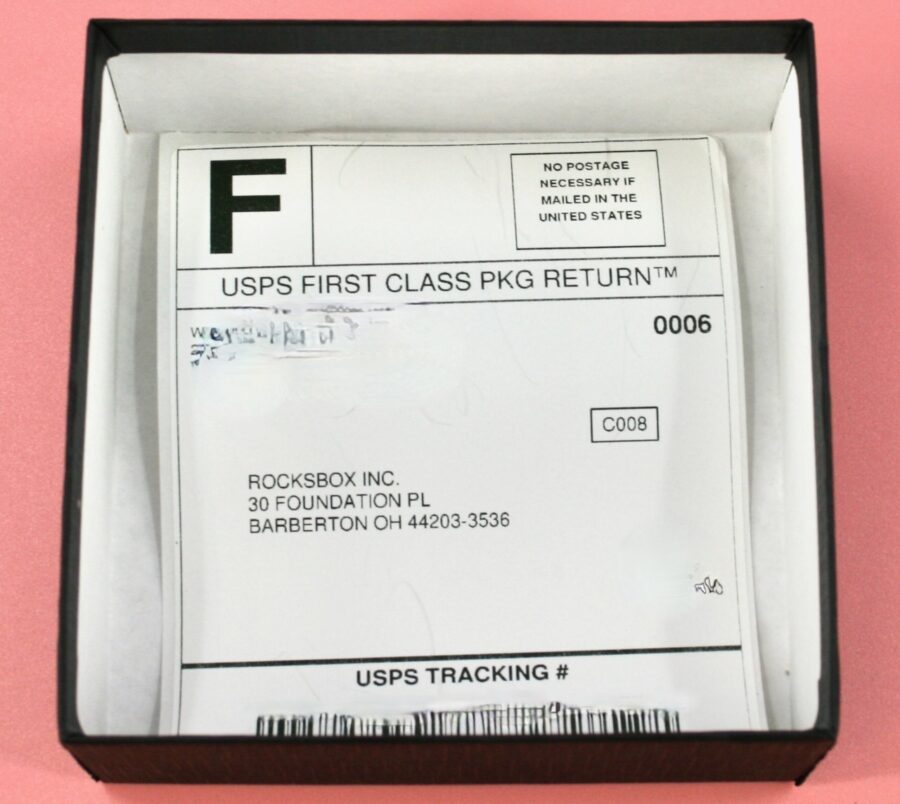 F
NO POSTAGE
NECESSARY IF
MAILED IN THE
UNITED STATES
USPS FIRST CLASS PKG RETURN™
0006
C008
ROCKSBOX INC.
30 FOUNDATION PL
BARBERTON OH 44203-3536
USPS TRACKING #